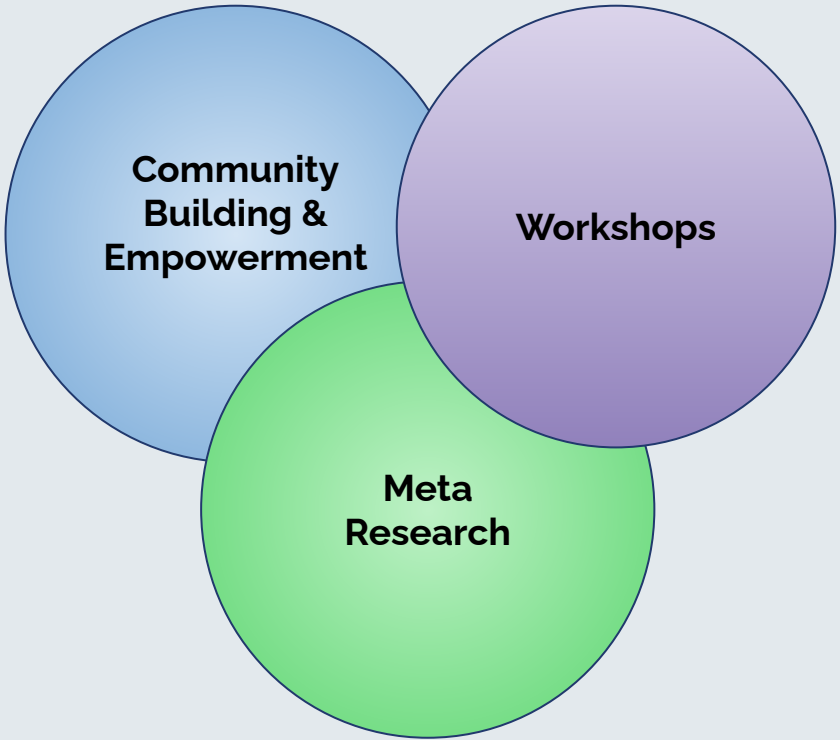 Community
Building &
Empowerment
Workshops
Meta
Research